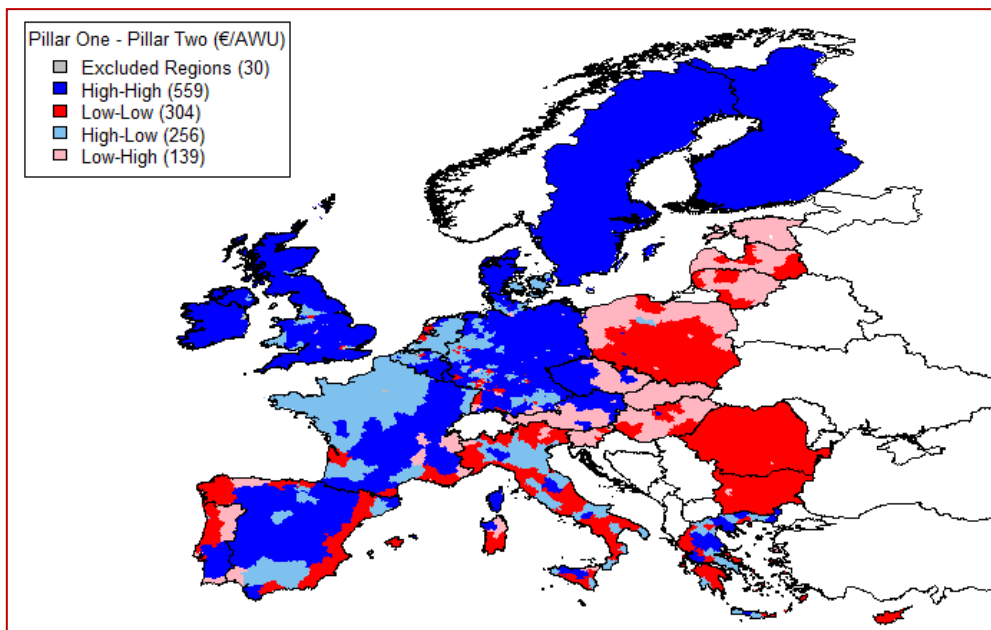 Pillar One - Pillar Two (€/AWU)
Excluded Regions (30)
High-High (559)
Low-Low (304)
High-Low (256)
Low-High (139)